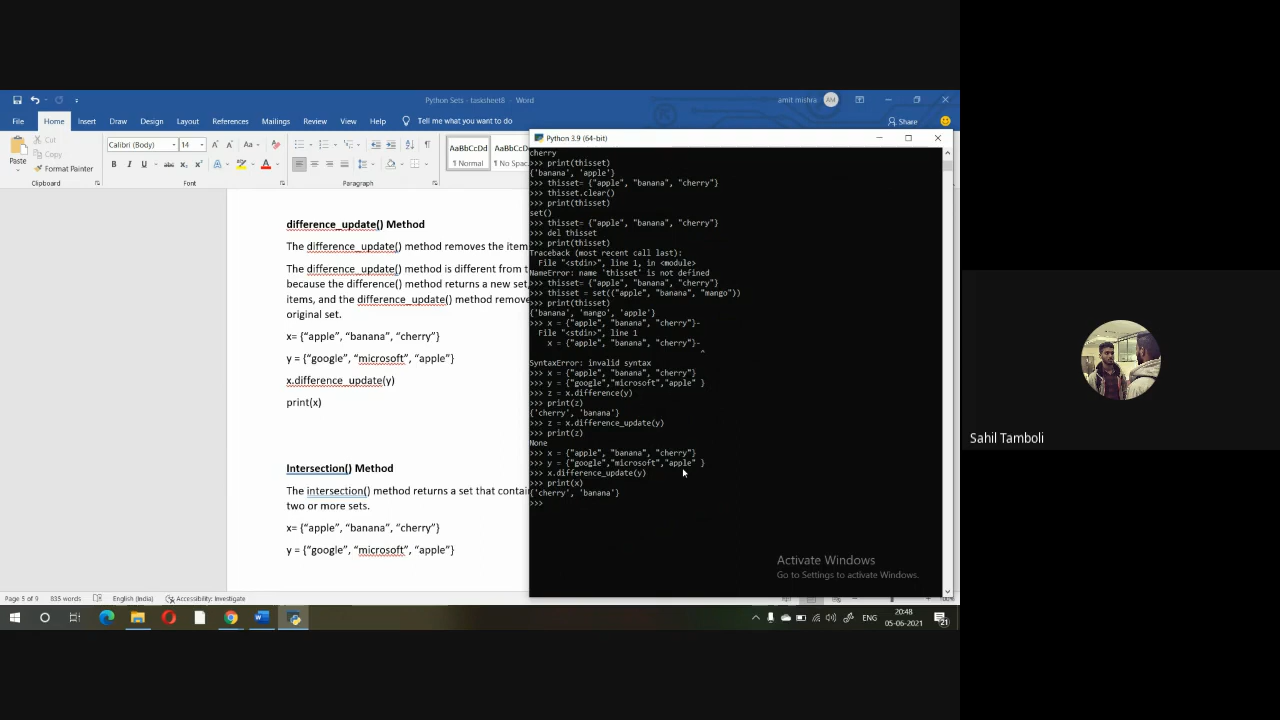 Python Sets - tasksheet8 - Word
amit mishra
AM
File Home Insert Draw Design Layout References Mailings Review View Help Tell me what you want to do
Share
Paste
Cut
Copy
Format Painter
Clipboard
Calibri (Body) 14
Font
Paragraph
AaBbCcDd
¶ Normal
AaBbCcDd
¶ No Spac
difference_update() Method
The difference_update() method removes the item
The difference_update() method is different from t
because the difference() method returns a new set
items, and the difference_update() method remove
original set.
x= {“apple”, “banana”, “cherry”}
y = {“google”, “microsoft”, “apple”}
x.difference_update(y)
print(x)
Intersection() Method
The intersection() method returns a set that contain
two or more sets.
x= {“apple”, “banana”, “cherry”}
y = {“google”, “microsoft”, “apple”}
Page 5 of 9 835 words English (India) Accessibility: Investigate
Python 3.9 (64-bit)
cherry
>>> print(thisset)
{'banana', 'apple'}
>>> thisset= {"apple", "banana", "cherry"}
>>> thisset.clear()
>>> print(thisset)
set()
>>> thisset= {"apple", "banana", "cherry"}
>>> del thisset
>>> print(thisset)
Traceback (most recent call last):
File "<stdin>", line 1, in <module>
NameError: name 'thisset' is not defined
>>> thisset= {"apple", "banana", "cherry"}
>>> thisset = set(("apple", "banana", "mango"))
>>> print(thisset)
{'banana', 'mango', 'apple'}
>>> x = {"apple", "banana", "cherry"}-
File "<stdin>", line 1
x = {"apple", "banana", "cherry"}-
^
SyntaxError: invalid syntax
>>> x = {"apple", "banana", "cherry"}
>>> y = {"google","microsoft","apple" }
>>> z = x.difference(y)
>>> print(z)
{'cherry', 'banana'}
>>> z = x.difference_update(y)
>>> print(z)
None
>>> x = {"apple", "banana", "cherry"}
>>> y = {"google","microsoft","apple" }
>>> x.difference_update(y)
>>> print(x)
{'cherry', 'banana'}
>>>
Activate Windows
Go to Settings to activate Windows.
ENG
20:48
05-06-2021
21
Sahil Tamboli